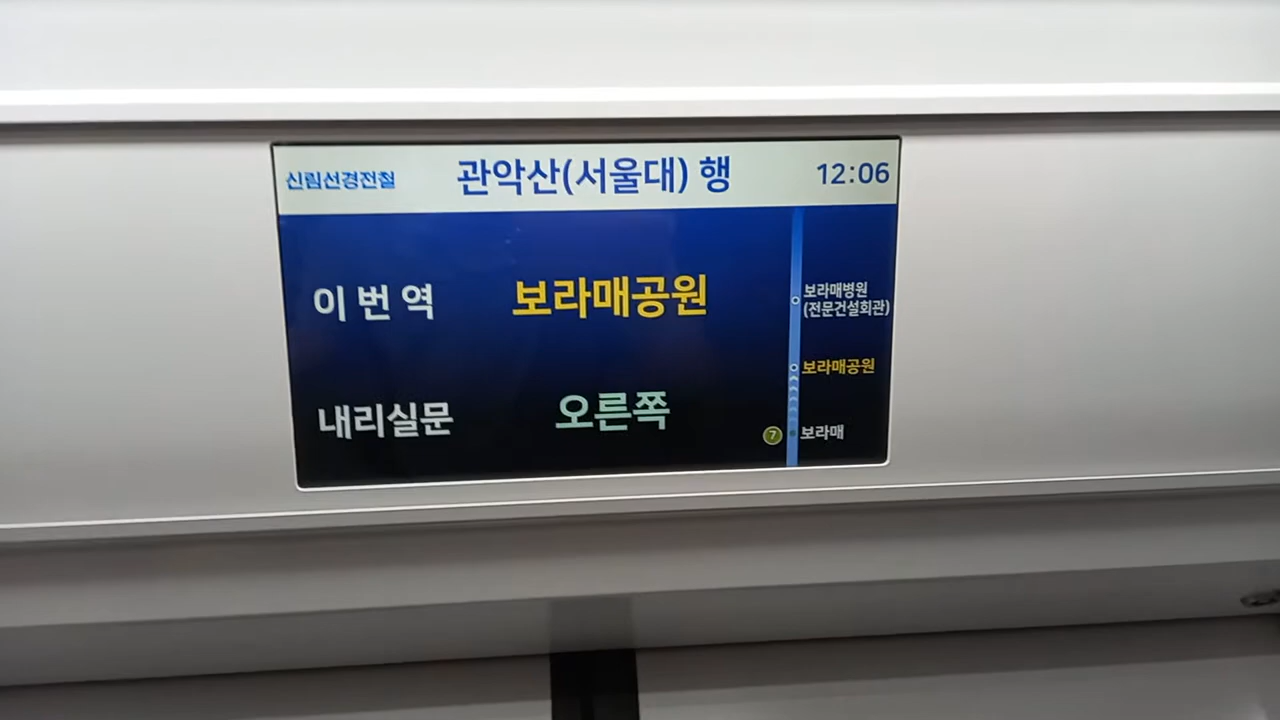 신림선경전철 관악산(서울대) 행 12:06
이번역 보라매공원
내리실문 오른쪽
보라매병원
(전문건설회관)
보라매공원
7 보라매